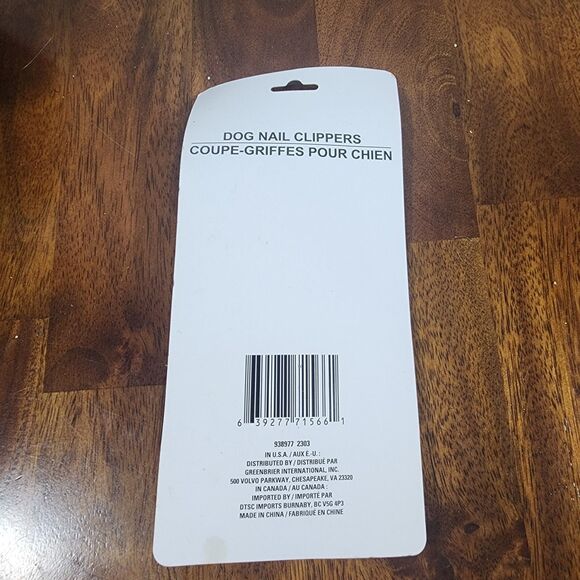 DOG NAIL CLIPPERS
COUPE-GRIFFES POUR CHIEN
6 39277 71566 1
938977 2303
IN U.S.A. / AUX É.-U. :
DISTRIBUTED BY / DISTRIBUÉ PAR
GREENBRIER INTERNATIONAL, INC.
500 VOLVO PARKWAY, CHESAPEAKE, VA 23320
IN CANADA / AU CANADA :
IMPORTED BY / IMPORTÉ PAR
DTSC IMPORTS BURNABY, BC V5G 4P3
MADE IN CHINA / FABRIQUÉ EN CHINE